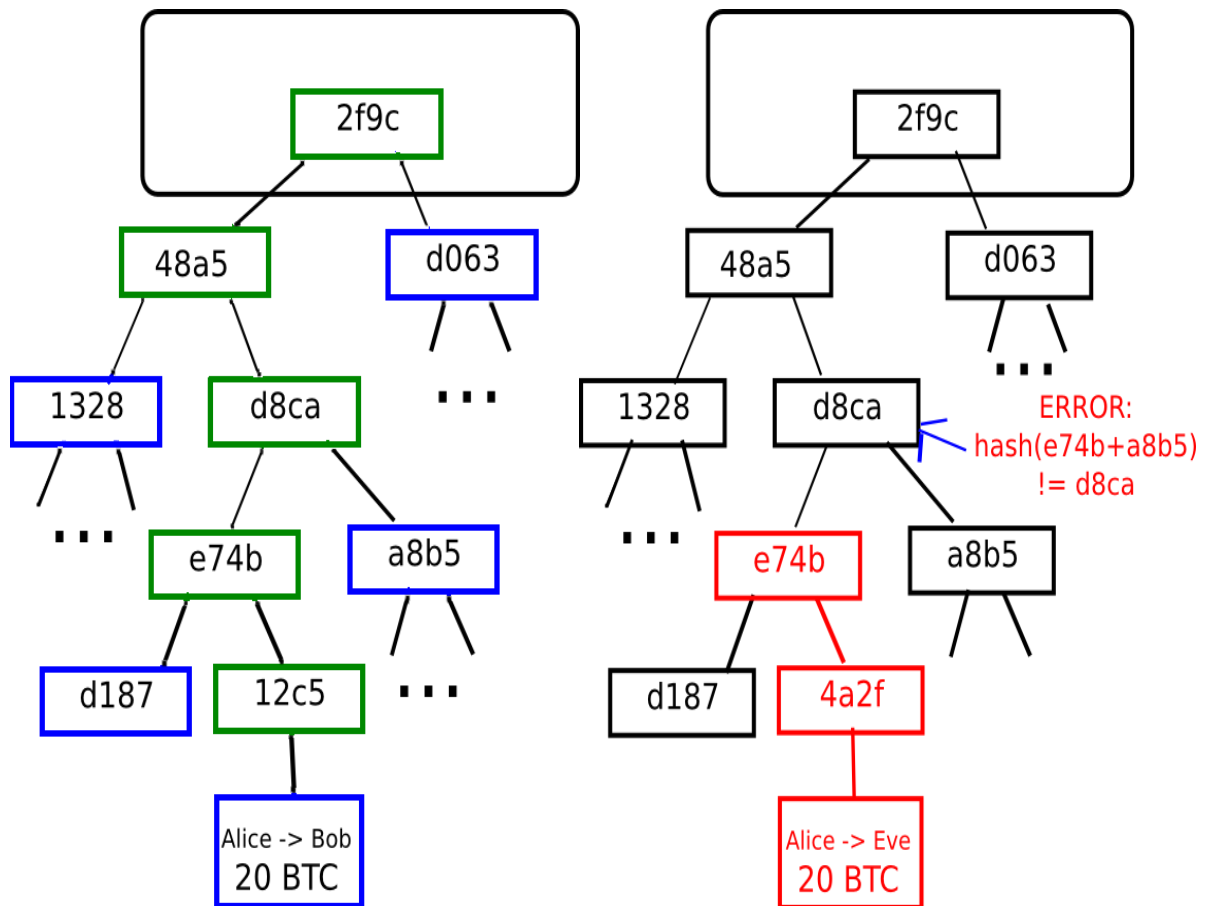 2f9c
48a5
d063
1328
d8ca
...
e74b
a8b5
...
d187
12c5
...
Alice -> Bob
20 BTC
2f9c
48a5
d063
...
1328
d8ca
ERROR:
hash(e74b+a8b5)
!= d8ca
...
e74b
a8b5
d187
4a2f
Alice -> Eve
20 BTC